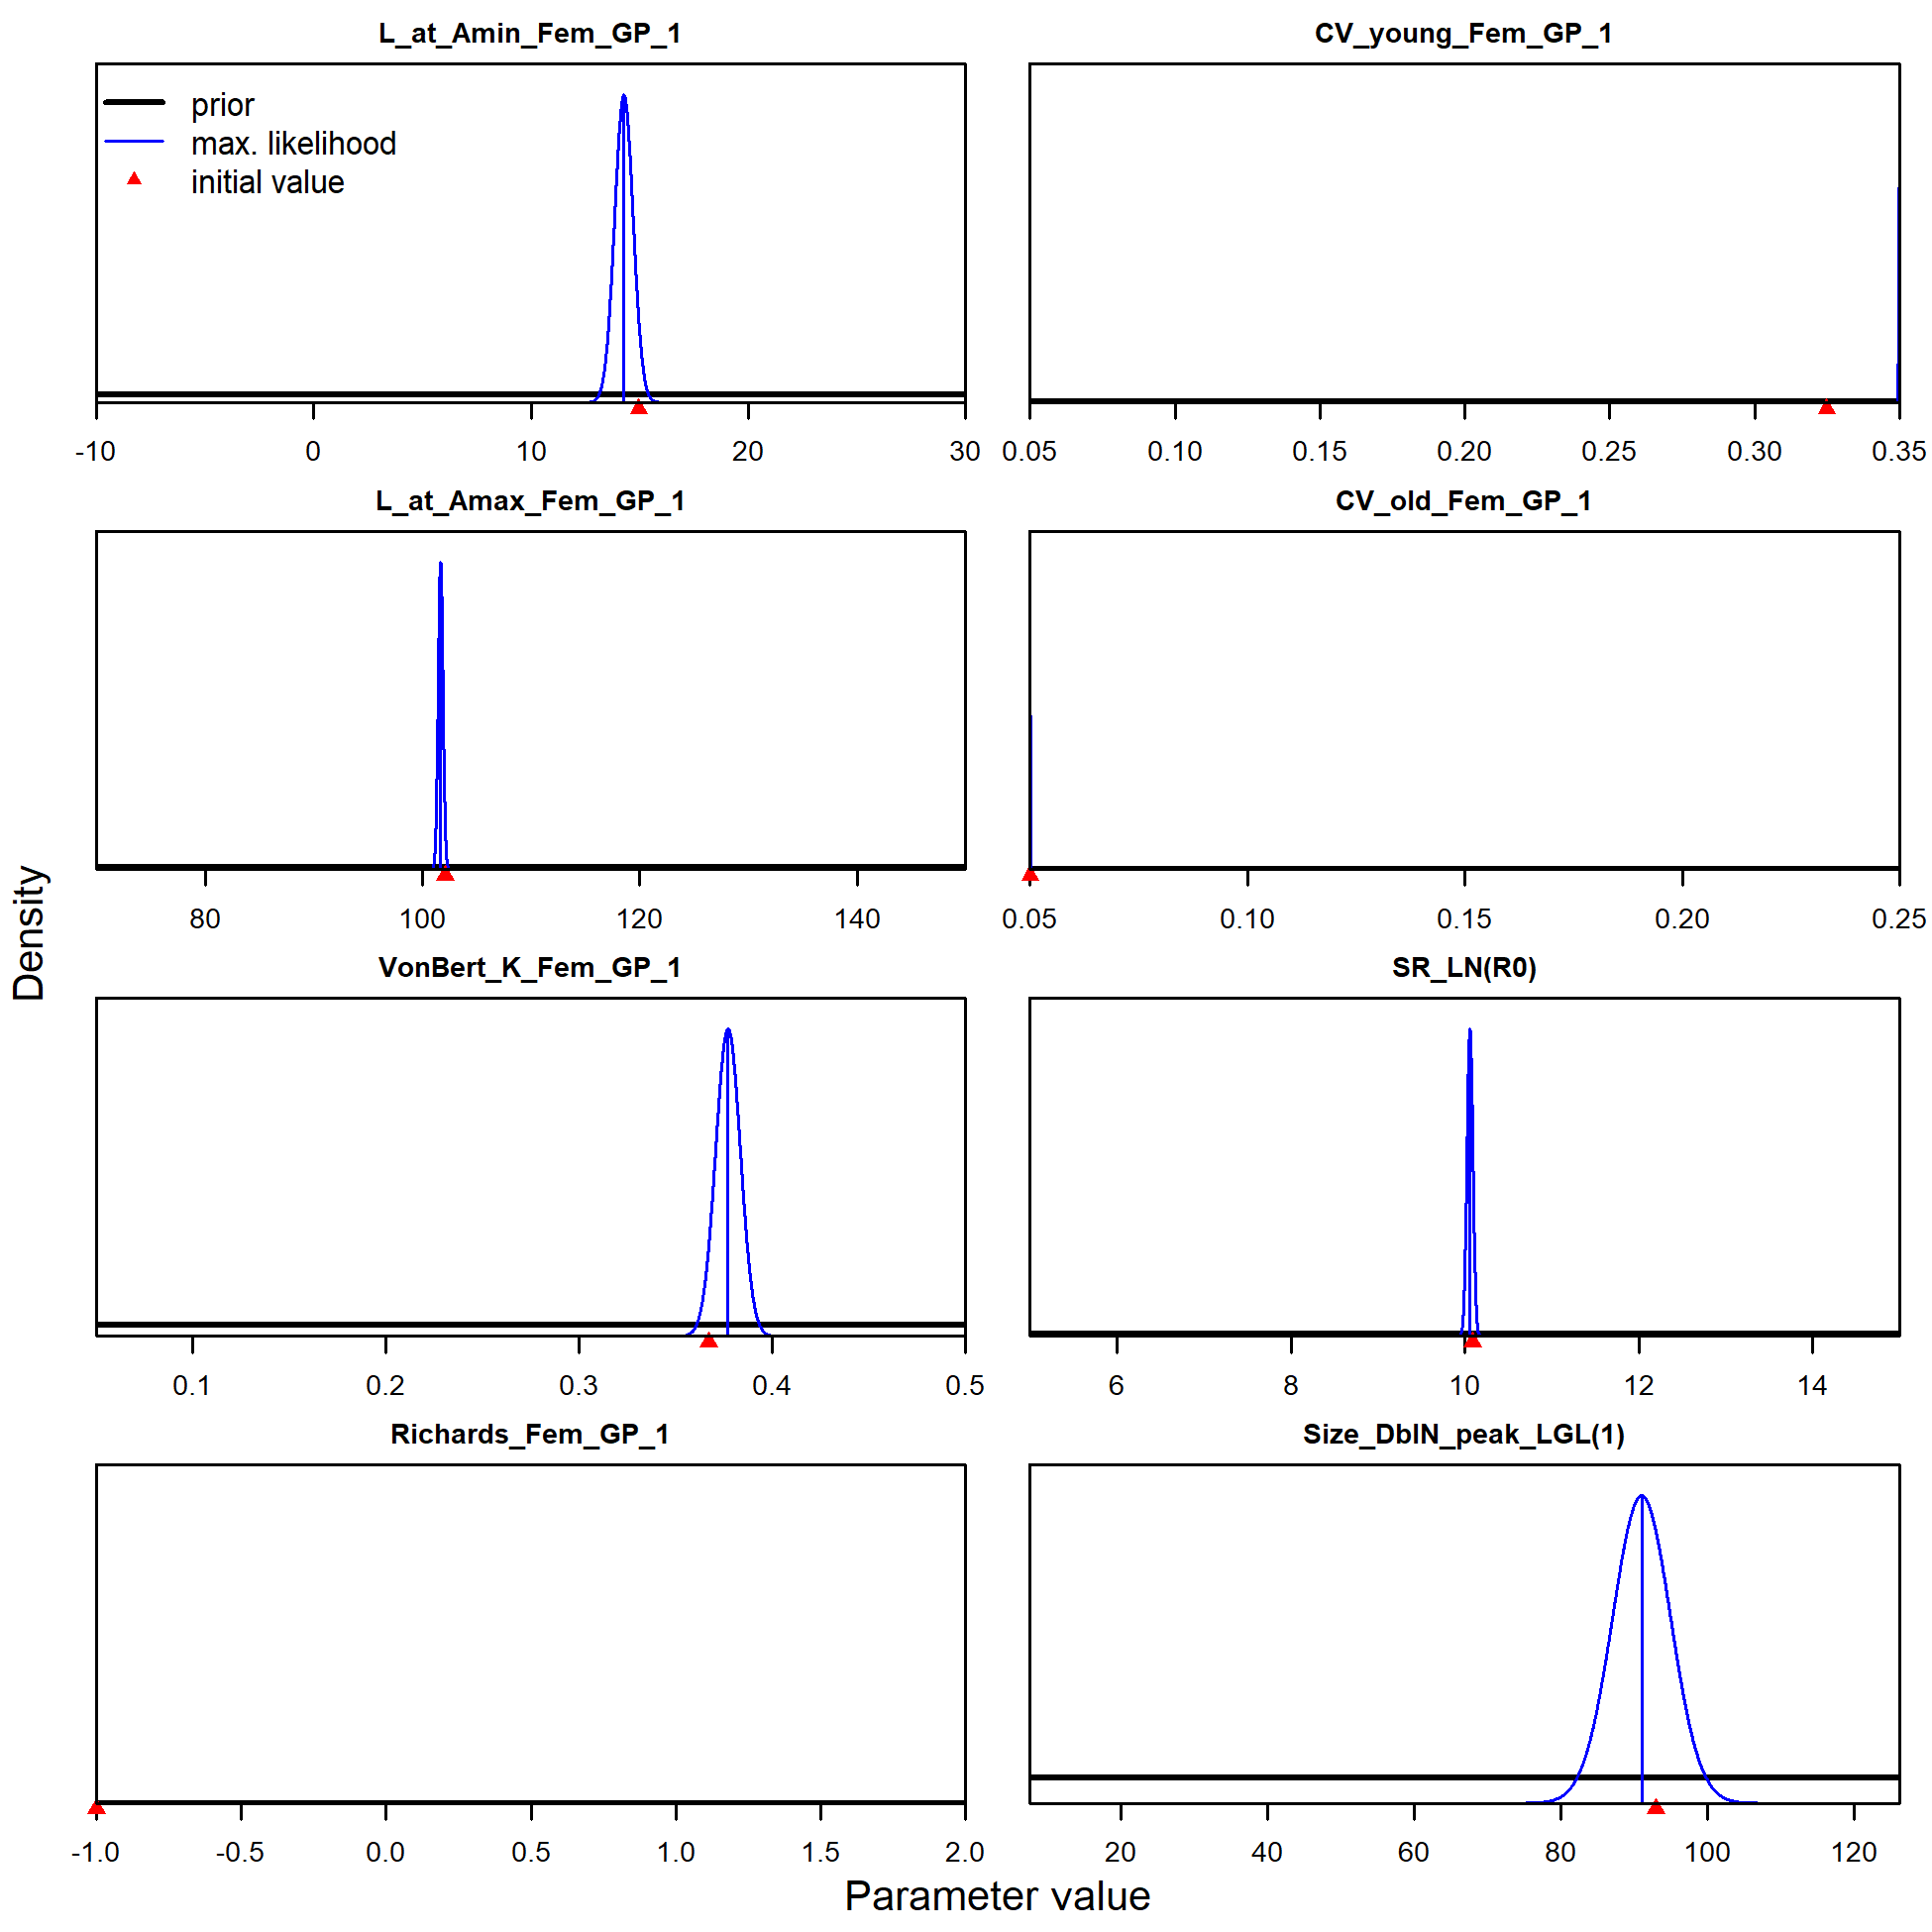 L_at_Amin_Fem_GP_1
prior
max. likelihood
initial value
-10 0 10 20 30
CV_young_Fem_GP_1
0.05 0.10 0.15 0.20 0.25 0.30 0.35
L_at_Amax_Fem_GP_1
80 100 120 140
CV_old_Fem_GP_1
0.05 0.10 0.15 0.20 0.25
Density
VonBert_K_Fem_GP_1
0.1 0.2 0.3 0.4 0.5
SR_LN(R0)
6 8 10 12 14
Richards_Fem_GP_1
-1.0 -0.5 0.0 0.5 1.0 1.5 2.0
Size_DblN_peak_LGL(1)
20 40 60 80 100 120
Parameter value